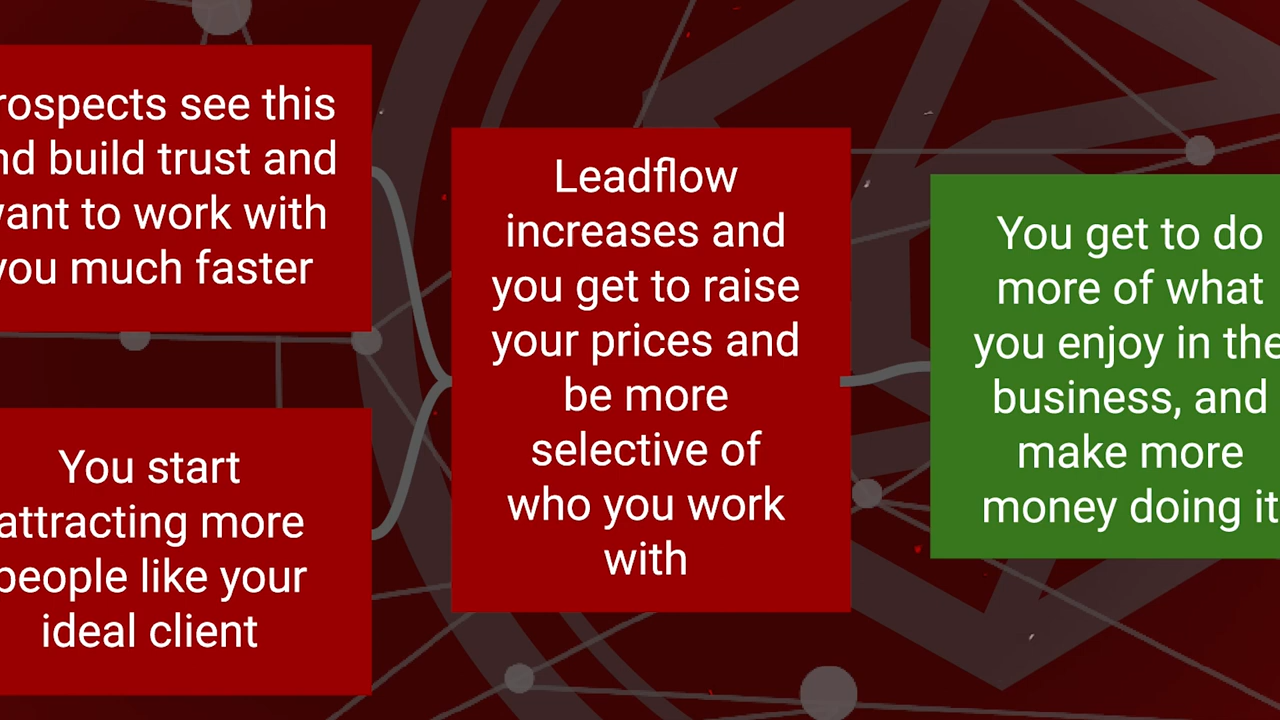 rospects see this
nd build trust and
vant to work with
you much faster
You start
attracting more
people like your
ideal client
Leadflow
increases and
you get to raise
your prices and
be more
selective of
who you work
with
You get to do
more of what
you enjoy in the
business, and
make more
money doing it